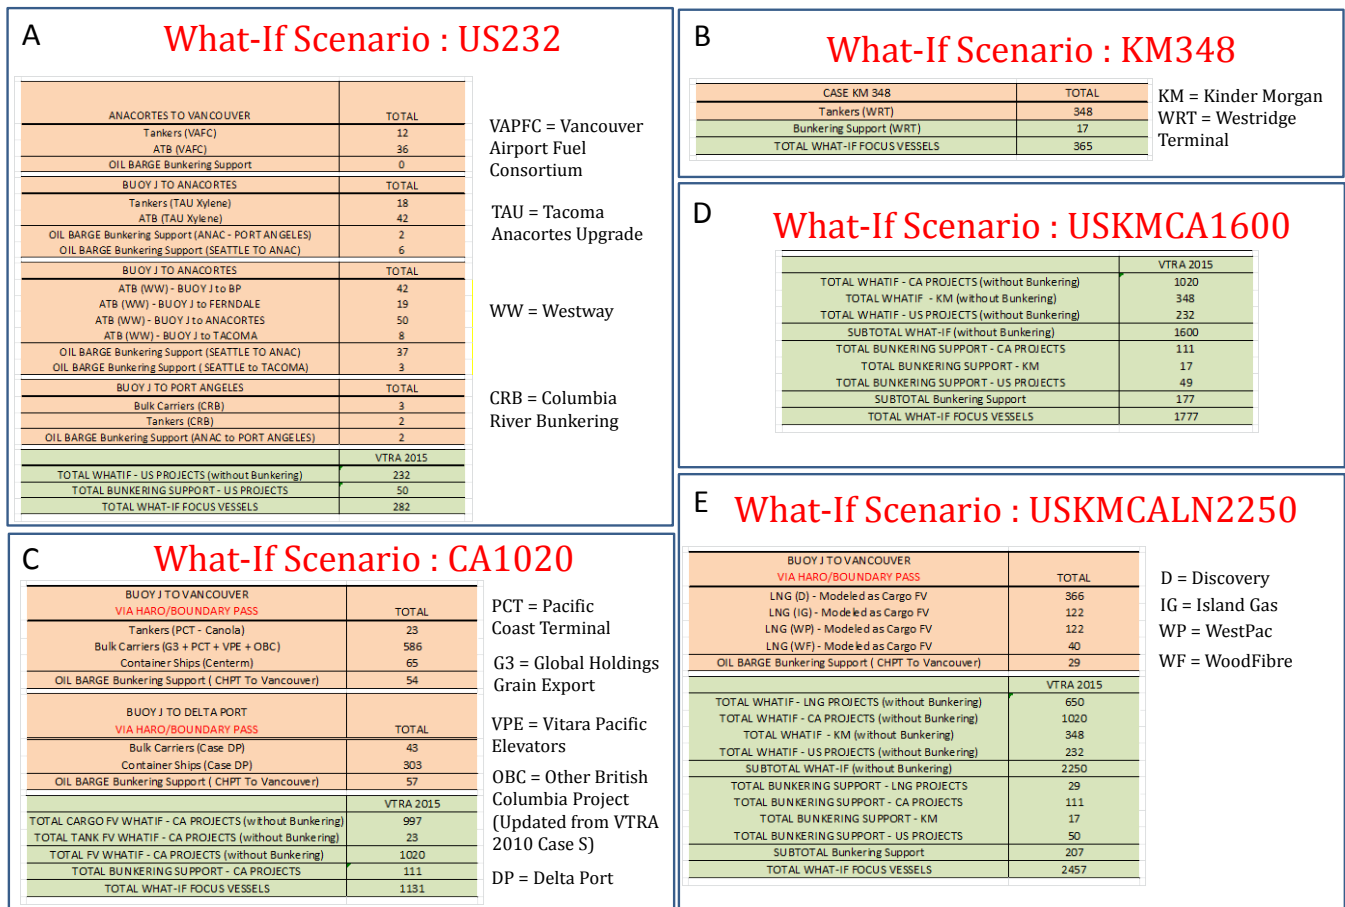 A
What-If Scenario : US232
ANACORTES TO VANCOUVER TOTAL
Tankers (VAFC) 12
ATB (VAFC) 36
OIL BARGE Bunkering Support 0
BUOY J TO ANACORTES TOTAL
Tankers (TAU Xylene) 18
ATB (TAU Xylene) 42
OIL BARGE Bunkering Support (ANAC - PORT ANGELES) 2
OIL BARGE Bunkering Support (SEATTLE TO ANAC) 6
BUOY J TO ANACORTES TOTAL
ATB (WW) - BUOY J to BP 42
ATB (WW) - BUOY J to FERNDALE 19
ATB (WW) - BUOY J to ANACORTES 50
ATB (WW) - BUOY J to TACOMA 8
OIL BARGE Bunkering Support (SEATTLE TO ANAC) 37
OIL BARGE Bunkering Support ( SEATTLE to TACOMA) 3
BUOY J TO PORT ANGELES TOTAL
Bulk Carriers (CRB) 3
Tankers (CRB) 2
OIL BARGE Bunkering Support (ANAC to PORT ANGELES) 2
VTRA 2015
TOTAL WHATIF - US PROJECTS (without Bunkering) 232
TOTAL BUNKERING SUPPORT - US PROJECTS 50
TOTAL WHAT-IF FOCUS VESSELS 282
VAPFC = Vancouver
Airport Fuel
Consortium
TAU = Tacoma
Anacortes Upgrade
WW = Westway
CRB = Columbia
River Bunkering
B
What-If Scenario : KM348
CASE KM 348 TOTAL
Tankers (WRT) 348
Bunkering Support (WRT) 17
TOTAL WHAT-IF FOCUS VESSELS 365
KM = Kinder Morgan
WRT = Westridge
Terminal
C
What-If Scenario : CA1020
BUOY J TO VANCOUVER
VIA HARO/BOUNDARY PASS TOTAL
Tankers (PCT - Canola) 23
Bulk Carriers (G3 + PCT + VPE + OBC) 586
Container Ships (Centerm) 65
OIL BARGE Bunkering Support ( CHPT To Vancouver) 54
BUOY J TO DELTA PORT
VIA HARO/BOUNDARY PASS TOTAL
Bulk Carriers (Case DP) 43
Container Ships (Case DP) 303
OIL BARGE Bunkering Support ( CHPT To Vancouver) 57
VTRA 2015
TOTAL CARGO FV WHATIF - CA PROJECTS (without Bunkering) 997
TOTAL TANK FV WHATIF - CA PROJECTS (without Bunkering) 23
TOTAL FV WHATIF - CA PROJECTS (without Bunkering) 1020
TOTAL BUNKERING SUPPORT - CA PROJECTS 111
TOTAL WHAT-IF FOCUS VESSELS 1131
PCT = Pacific
Coast Terminal
G3 = Global Holdings
Grain Export
VPE = Vitara Pacific
Elevators
OBC = Other British
Columbia Project
(Updated from VTRA
2010 Case S)
DP = Delta Port
D
What-If Scenario : USKMCA1600
VTRA 2015
TOTAL WHATIF - CA PROJECTS (without Bunkering) 1020
TOTAL WHATIF - KM (without Bunkering) 348
TOTAL WHATIF - US PROJECTS (without Bunkering) 232
SUBTOTAL WHAT-IF (without Bunkering) 1600
TOTAL BUNKERING SUPPORT - CA PROJECTS 111
TOTAL BUNKERING SUPPORT - KM 17
TOTAL BUNKERING SUPPORT - US PROJECTS 49
SUBTOTAL Bunkering Support 177
TOTAL WHAT-IF FOCUS VESSELS 1777
E
What-If Scenario : USKMCALN2250
BUOY J TO VANCOUVER
VIA HARO/BOUNDARY PASS TOTAL
LNG (D) - Modeled as Cargo FV 366
LNG (IG) - Modeled as Cargo FV 122
LNG (WP) - Modeled as Cargo FV 122
LNG (WF) - Modeled as Cargo FV 40
OIL BARGE Bunkering Support ( CHPT To Vancouver) 29
VTRA 2015
TOTAL WHATIF - LNG PROJECTS (without Bunkering) 650
TOTAL WHATIF - CA PROJECTS (without Bunkering) 1020
TOTAL WHATIF - KM (without Bunkering) 348
TOTAL WHATIF - US PROJECTS (without Bunkering) 232
SUBTOTAL WHAT-IF (without Bunkering) 2250
TOTAL BUNKERING SUPPORT - LNG PROJECTS 29
TOTAL BUNKERING SUPPORT - CA PROJECTS 111
TOTAL BUNKERING SUPPORT - KM 17
TOTAL BUNKERING SUPPORT - US PROJECTS 50
SUBTOTAL Bunkering Support 207
TOTAL WHAT-IF FOCUS VESSELS 2457
D = Discovery
IG = Island Gas
WP = WestPac
WF = WoodFibre